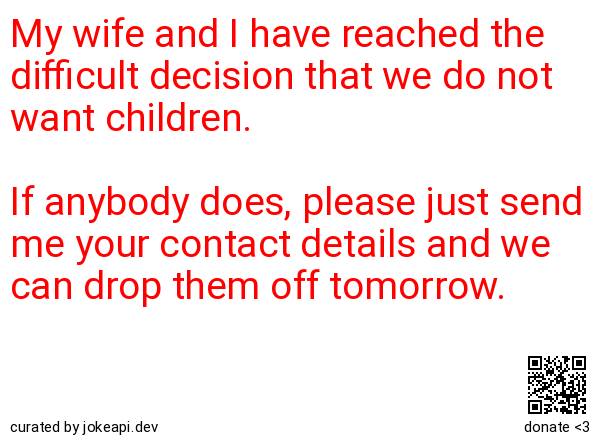 My wife and I have reached the
difficult decision that we do not
want children.
If anybody does, please just send
me your contact details and we
can drop them off tomorrow.
curated by jokeapi.dev
donate <3